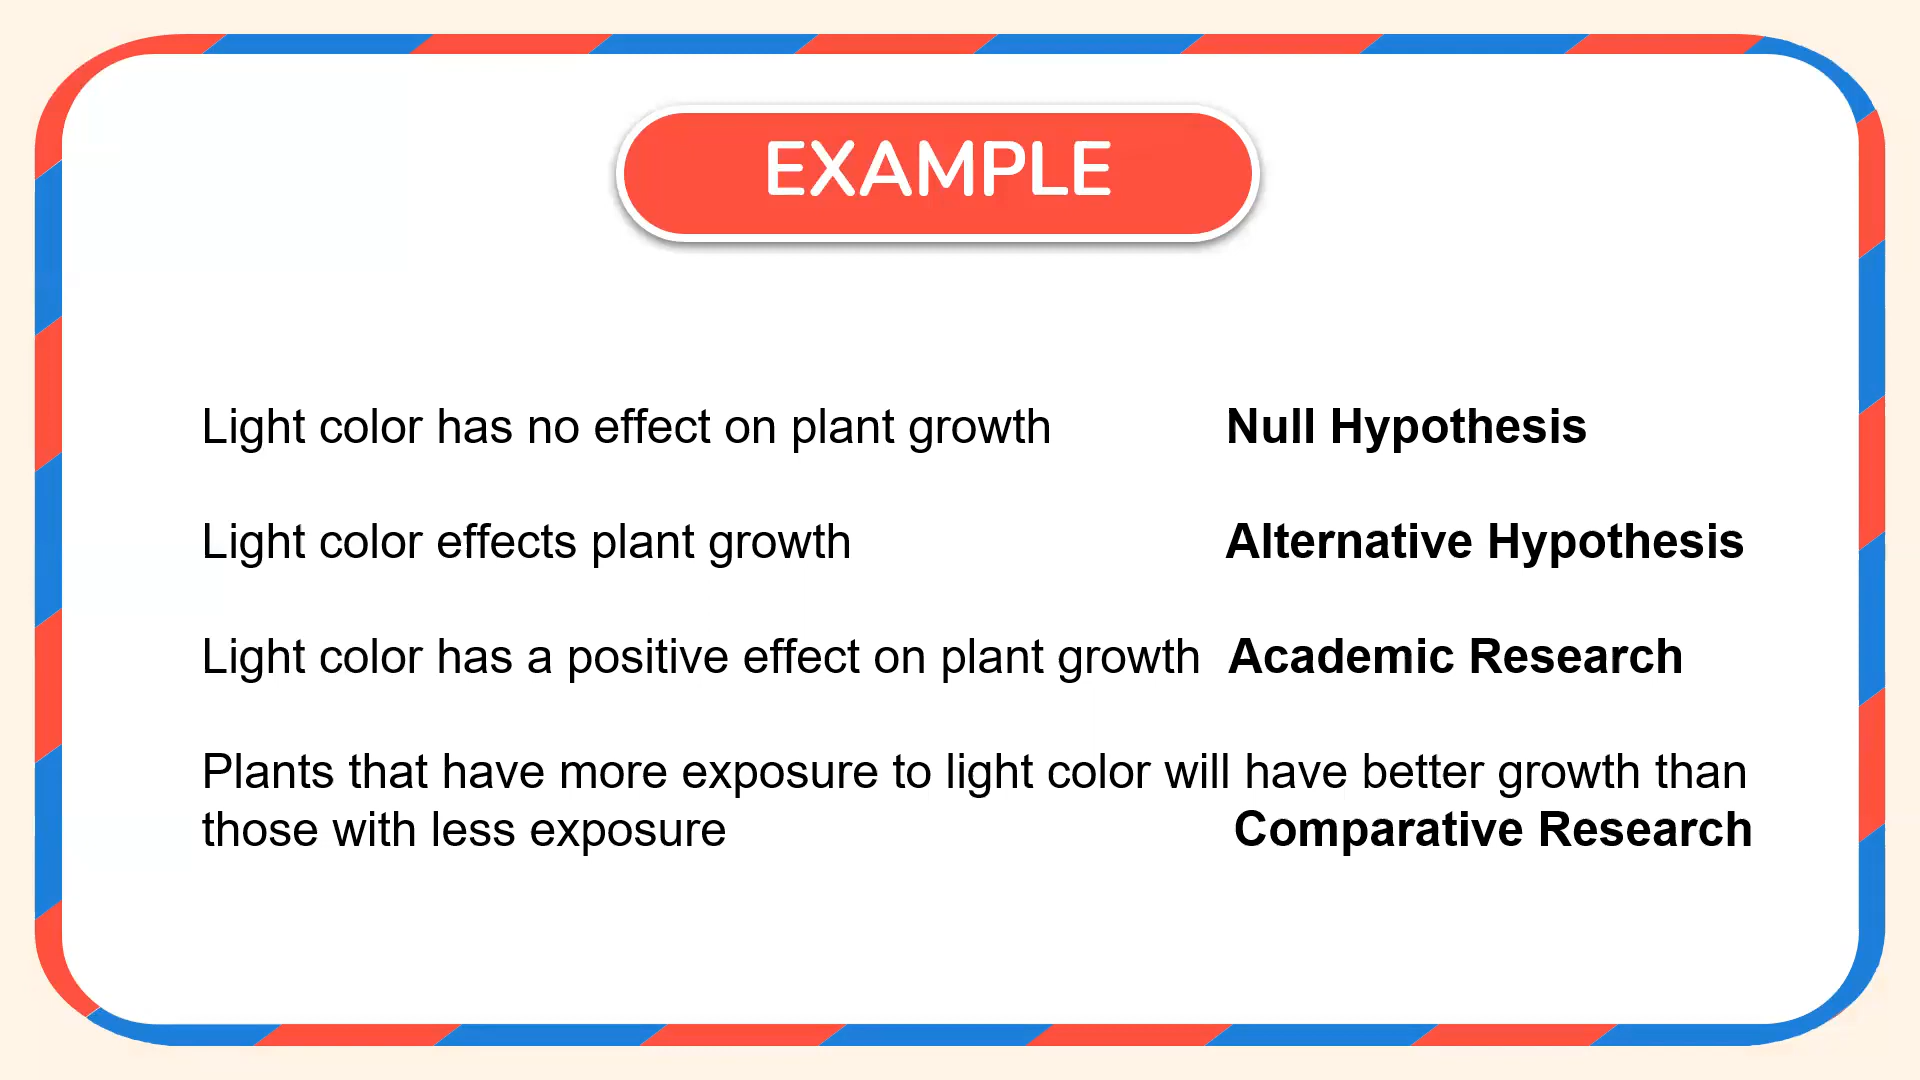 EXAMPLE
Light color has no effect on plant growth Null Hypothesis
Light color effects plant growth Alternative Hypothesis
Light color has a positive effect on plant growth Academic Research
Plants that have more exposure to light color will have better growth than
those with less exposure Comparative Research